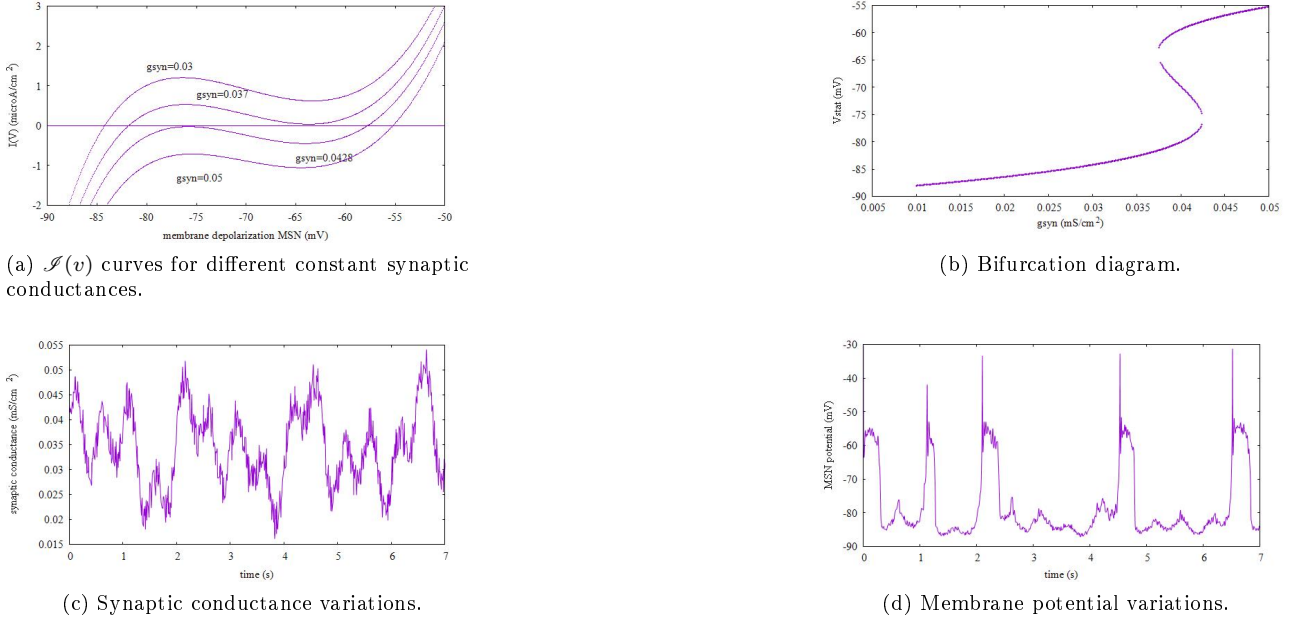 3
2
1
0
-1
-2
I(V) (microA/cm ²)
gsyn=0.03
gsyn=0.037
gsyn=0.0428
gsyn=0.05
-90 -85 -80 -75 -70 -65 -60 -55 -50
membrane depolarization MSN (mV)
(a) ℐ(v) curves for different constant synaptic
conductances.
-55
-60
-65
-70
-75
-80
-85
-90
Vstat (mV)
0.005 0.01 0.015 0.02 0.025 0.03 0.035 0.04 0.045 0.05
gsyn (mS/cm²)
(b) Bifurcation diagram.
0.055
0.05
0.045
0.04
0.035
0.03
0.025
0.02
0.015
synaptic conductance (mS/cm ²)
0 1 2 3 4 5 6 7
time (s)
(c) Synaptic conductance variations.
-30
-40
-50
-60
-70
-80
-90
MSN potential (mV)
0 1 2 3 4 5 6 7
time (s)
(d) Membrane potential variations.